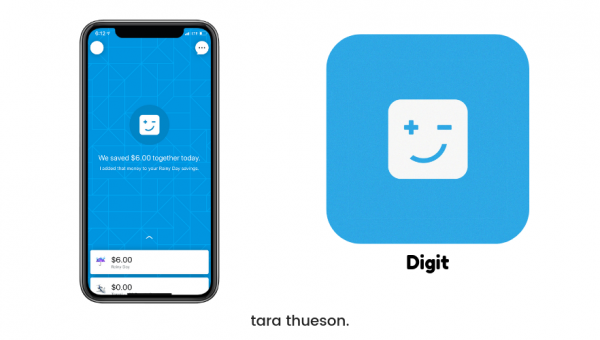 6:12
We saved $6.00 together today.
I added that money to your Rainy Day savings.
$6.00
Rainy Day
$0.00
Digit
tara thueson.